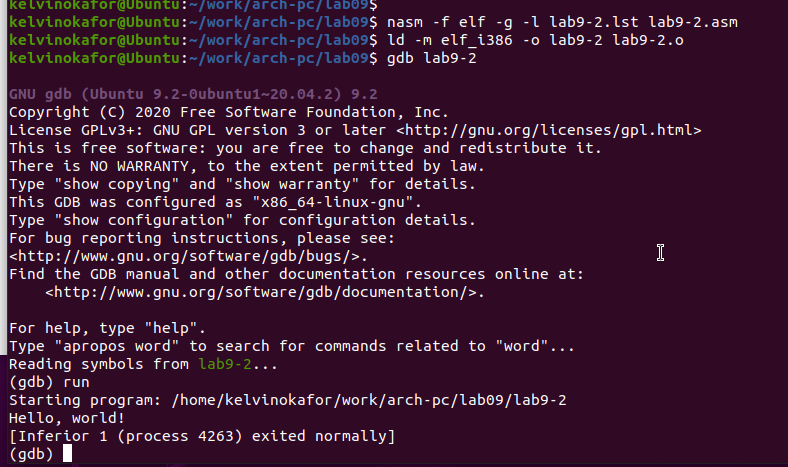 kelvinokafor@Ubuntu:~/work/arch-pc/lab09$
kelvinokafor@Ubuntu:~/work/arch-pc/lab09$ nasm -f elf -g -l lab9-2.lst lab9-2.asm
kelvinokafor@Ubuntu:~/work/arch-pc/lab09$ ld -m elf_i386 -o lab9-2 lab9-2.o
kelvinokafor@Ubuntu:~/work/arch-pc/lab09$ gdb lab9-2
GNU gdb (Ubuntu 9.2-0ubuntu1~20.04.2) 9.2
Copyright (C) 2020 Free Software Foundation, Inc.
License GPLv3+: GNU GPL version 3 or later <http://gnu.org/licenses/gpl.html>
This is free software: you are free to change and redistribute it.
There is NO WARRANTY, to the extent permitted by law.
Type "show copying" and "show warranty" for details.
This GDB was configured as "x86_64-linux-gnu".
Type "show configuration" for configuration details.
For bug reporting instructions, please see:
<http://www.gnu.org/software/gdb/bugs/>.
Find the GDB manual and other documentation resources online at:
    <http://www.gnu.org/software/gdb/documentation/>.
For help, type "help".
Type "apropos word" to search for commands related to "word"...
Reading symbols from lab9-2...
(gdb) run
Starting program: /home/kelvinokafor/work/arch-pc/lab09/lab9-2
Hello, world!
[Inferior 1 (process 4263) exited normally]
(gdb)